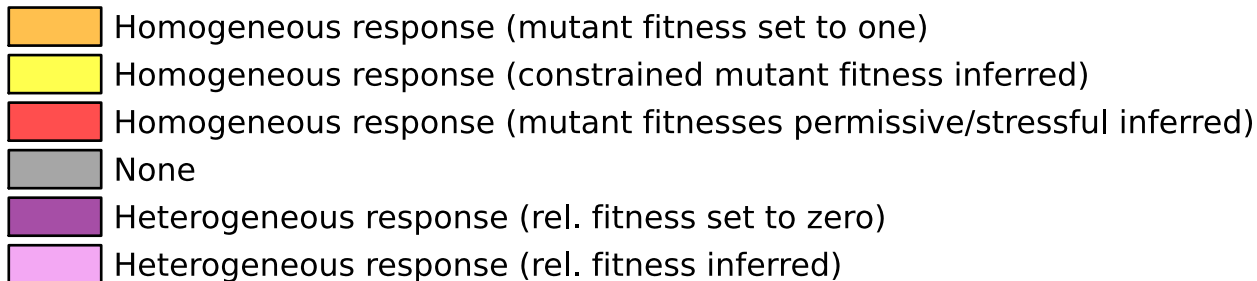 Homogeneous response (mutant fitness set to one)
Homogeneous response (constrained mutant fitness inferred)
Homogeneous response (mutant fitnesses permissive/stressful inferred)
None
Heterogeneous response (rel. fitness set to zero)
Heterogeneous response (rel. fitness inferred)